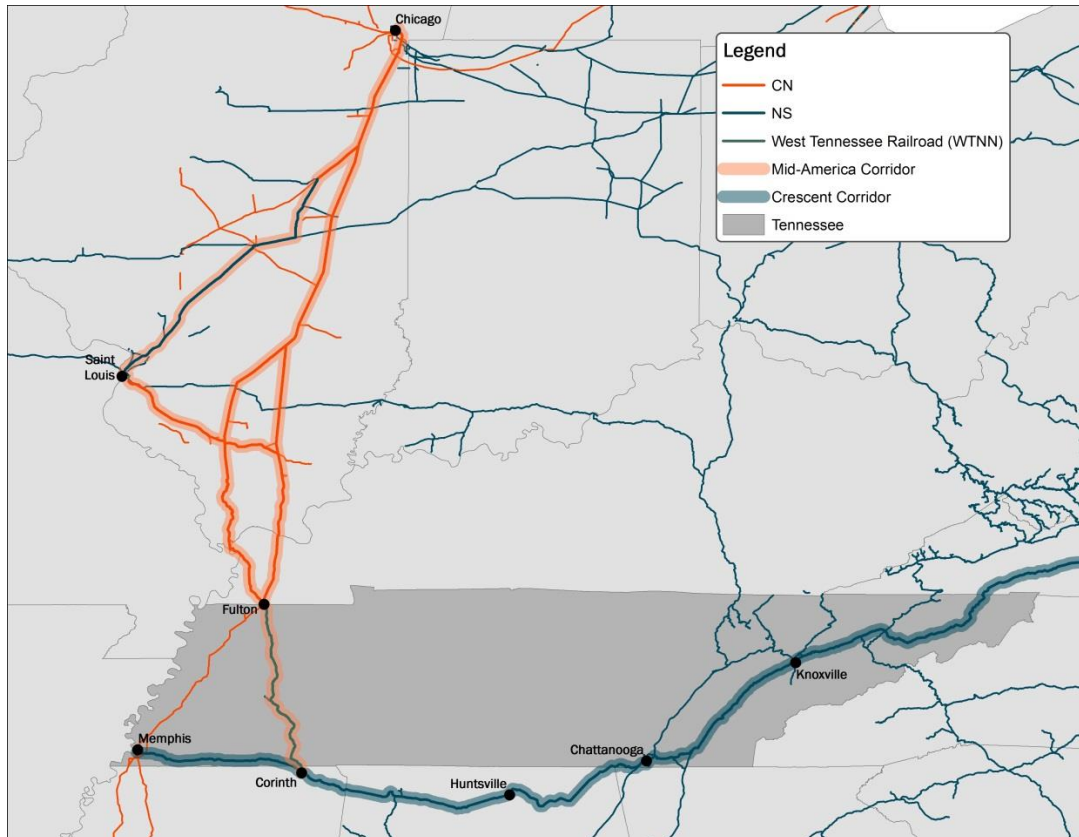 Chicago
Legend
CN
NS
West Tennessee Railroad (WTNN)
Mid-America Corridor
Crescent Corridor
Tennessee
Saint
Louis
Fulton
Knoxville
Memphis
Chattanooga
Corinth
Huntsville